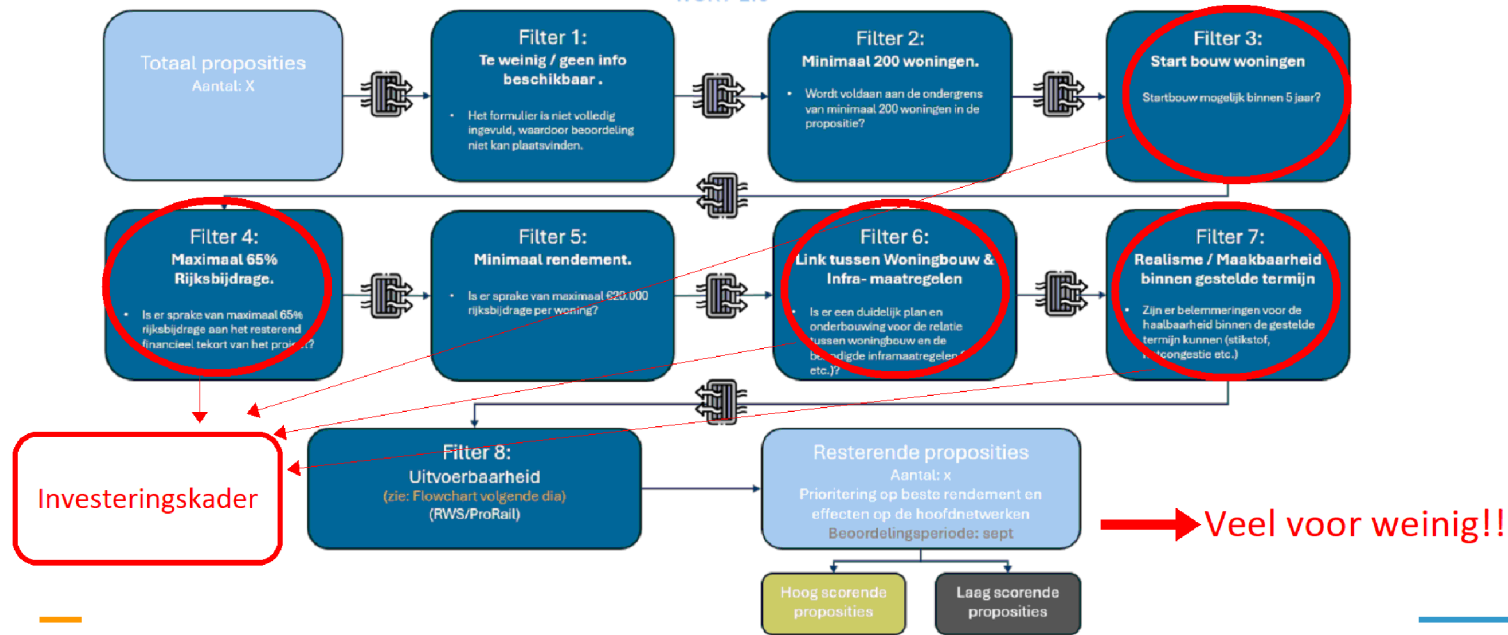 Totaal proposities
Aantal: X
Filter 1:
Te weinig / geen info
beschikbaar .
• Het formulier is niet volledig
ingevuld, waardoor beoordeling
niet kan plaatsvinden.
Filter 2:
Minimaal 200 woningen.
• Wordt voldaan aan de ondergrens
van minimaal 200 woningen in de
propositie?
Filter 3:
Start bouw woningen
Startbouw mogelijk binnen 5 jaar?
Filter 4:
Maximaal 65%
Rijksbijdrage.
• Is er sprake van maximaal 65%
rijksbijdrage aan het resterend
financieel tekort van het project?
Filter 5:
Minimaal rendement.
• Is er sprake van maximaal €20.000
rijksbijdrage per woning?
Filter 6:
Link tussen Woningbouw &
Infra- maatregelen
• Is er een duidelijk plan en
onderbouwing voor de relatie
tussen woningbouw en de
benodigde inframaatregelen
etc.)?
Filter 7:
Realisme / Maakbaarheid
binnen gestelde termijn
• Zijn er belemmeringen voor de
haalbaarheid binnen de gestelde
termijn kunnen (stikstof,
netcongestie etc.)
Investeringskader
Filter 8:
Uitvoerbaarheid
(zie: Flowchart volgende dia)
(RWS/ProRail)
Resterende proposities
Aantal: x
Prioritering op beste rendement en
effecten op de hoofdnetwerken
Beoordelingsperiode: sept
Veel voor weinig!!
Hoog scorende
proposities
Laag scorende
proposities